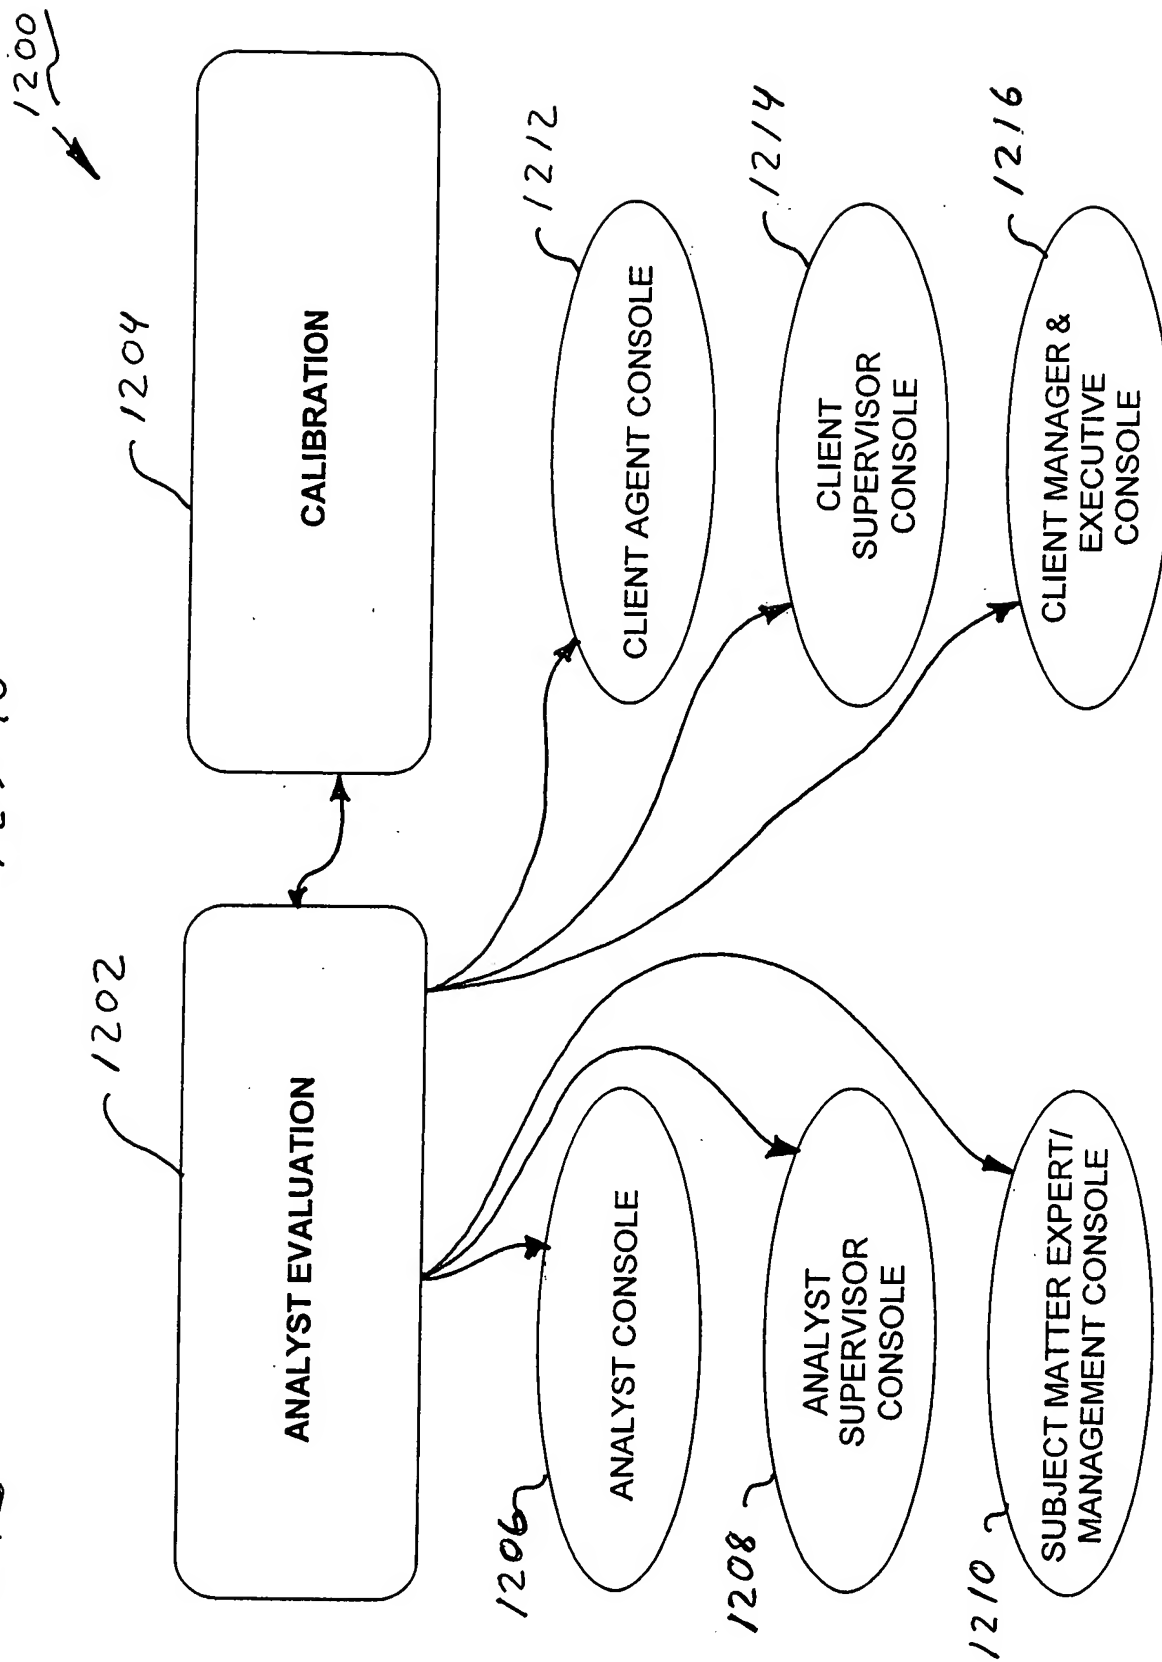 1200
1202
1204
ANALYST EVALUATION
CALIBRATION
1206
ANALYST CONSOLE
1212
CLIENT AGENT CONSOLE
1208
ANALYST
SUPERVISOR
CONSOLE
1214
CLIENT
SUPERVISOR
CONSOLE
1210
SUBJECT MATTER EXPERT/
MANAGEMENT CONSOLE
1216
CLIENT MANAGER &
EXECUTIVE
CONSOLE